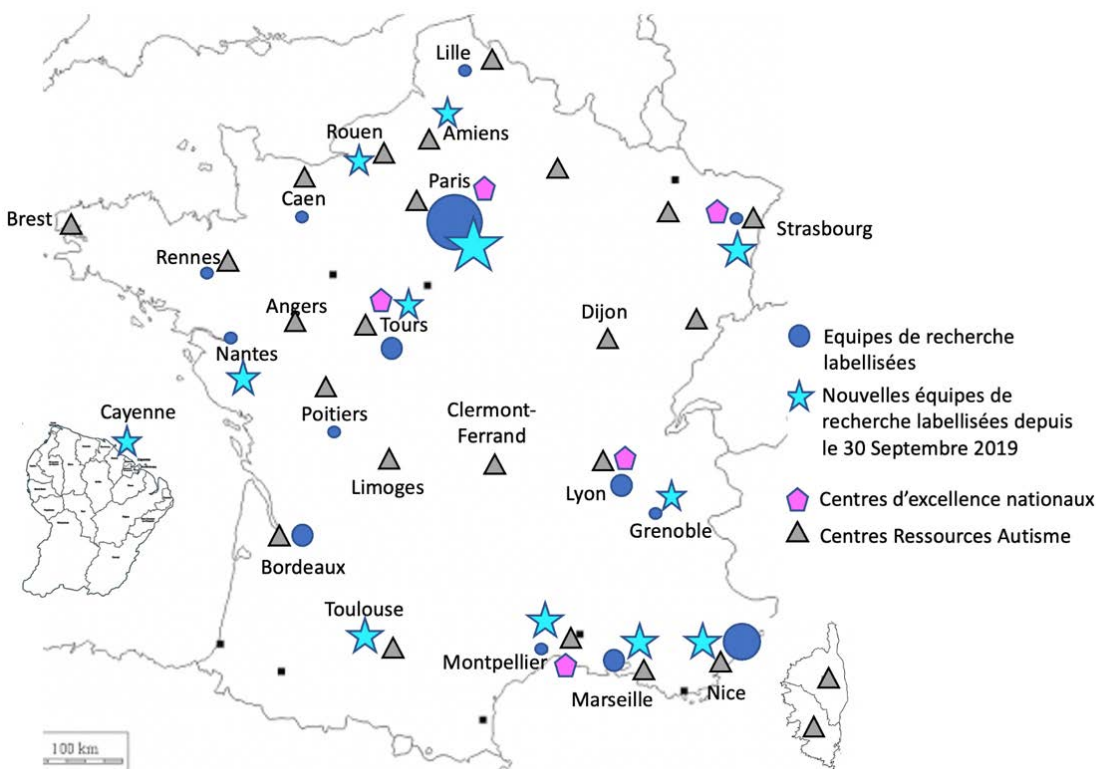 Lille
Amiens
Rouen
Caen
Paris
Brest
Rennes
Strasbourg
Angers
Tours
Dijon
Nantes
Poitiers
Clermont-
Ferrand
Cayenne
Limoges
Lyon
Grenoble
Bordeaux
Toulouse
Montpellier
Marseille
Nice
Equipes de recherche
labellisées
Nouvelles équipes de
recherche labellisées depuis
le 30 Septembre 2019
Centres d’excellence nationaux
Centres Ressources Autisme
100 km